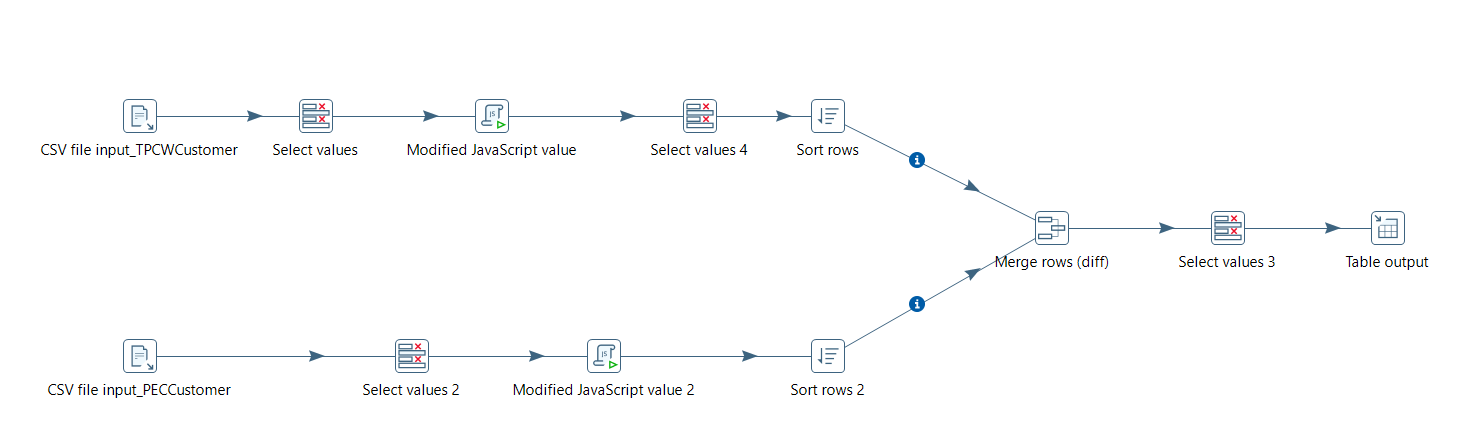 CSV file input_TPCWCustomer
Select values
Modified JavaScript value
Select values 4
Sort rows
Merge rows (diff)
Select values 3
Table output
CSV file input_PECCustomer
Select values 2
Modified JavaScript value 2
Sort rows 2